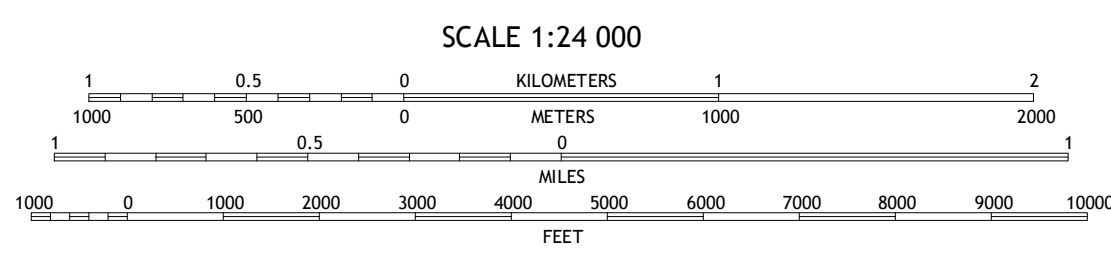 SCALE 1:24 000
1 0.5 0 KILOMETERS 1 2
1000 500 0 METERS 1000 2000
1 0.5 0 1
MILES
1000 0 1000 2000 3000 4000 5000 6000 7000 8000 9000 10000
FEET